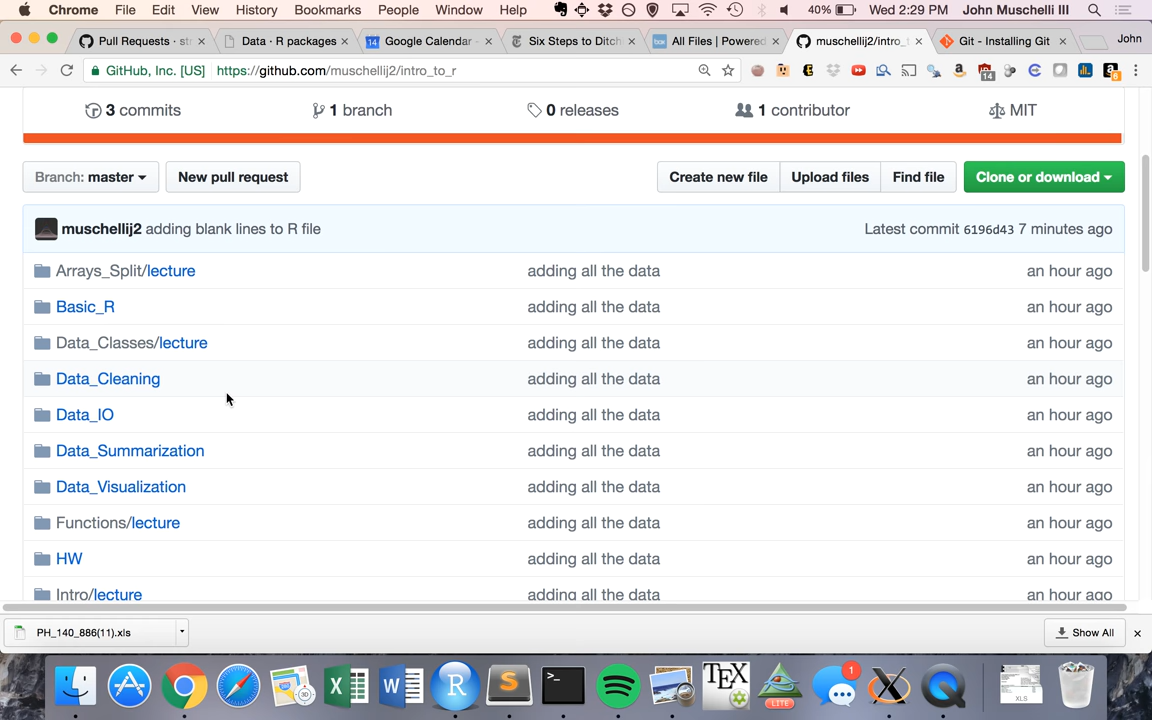 Chrome File Edit View History Bookmarks People Window Help 40% Wed 2:29 PM John Muschelli III
Pull Requests · str Data · R packages Google Calendar - Six Steps to Ditch All Files | Powered muschellij2/intro_ Git - Installing Git John
GitHub, Inc. [US] https://github.com/muschellij2/intro_to_r 14 8
3 commits 1 branch 0 releases 1 contributor MIT
Branch: master New pull request Create new file Upload files Find file Clone or download
muschellij2 adding blank lines to R file Latest commit 6196d43 7 minutes ago
Arrays_Split/lecture adding all the data an hour ago
Basic_R adding all the data an hour ago
Data_Classes/lecture adding all the data an hour ago
Data_Cleaning adding all the data an hour ago
Data_IO adding all the data an hour ago
Data_Summarization adding all the data an hour ago
Data_Visualization adding all the data an hour ago
Functions/lecture adding all the data an hour ago
HW adding all the data an hour ago
Intro/lecture adding all the data an hour ago
PH_140_886(11).xls Show All
3D X W R S >_ TEX LITE 1 X XLS